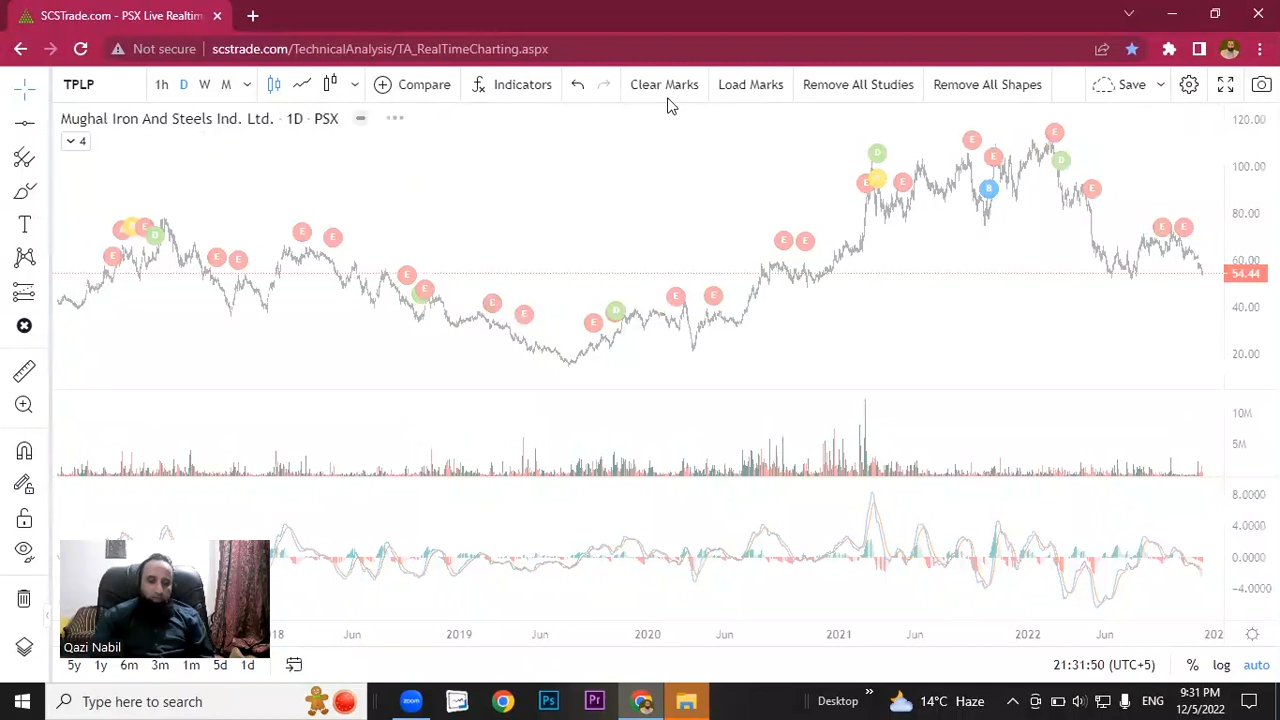 SCSTrade.com - PSX Live Realtim
Not secure
scstrade.com/TechnicalAnalysis/TA_RealTimeCharting.aspx
TPLP
1h
D
W
M
Compare
Indicators
Clear Marks
Load Marks
Remove All Studies
Remove All Shapes
Save
Mughal Iron And Steels Ind. Ltd. · 1D · PSX
4
120.00
100.00
80.00
60.00
54.44
40.00
20.00
10M
5M
8.0000
4.0000
0.0000
-4.0000
Qazi Nabil
18
Jun
2019
Jun
2020
Jun
2021
Jun
2022
Jun
202
5y
1y
6m
3m
1m
5d
1d
21:31:50 (UTC+5)
%
log
auto
Type here to search
zoom
Ps
Pr
Desktop
14°C Haze
ENG
9:31 PM
12/5/2022